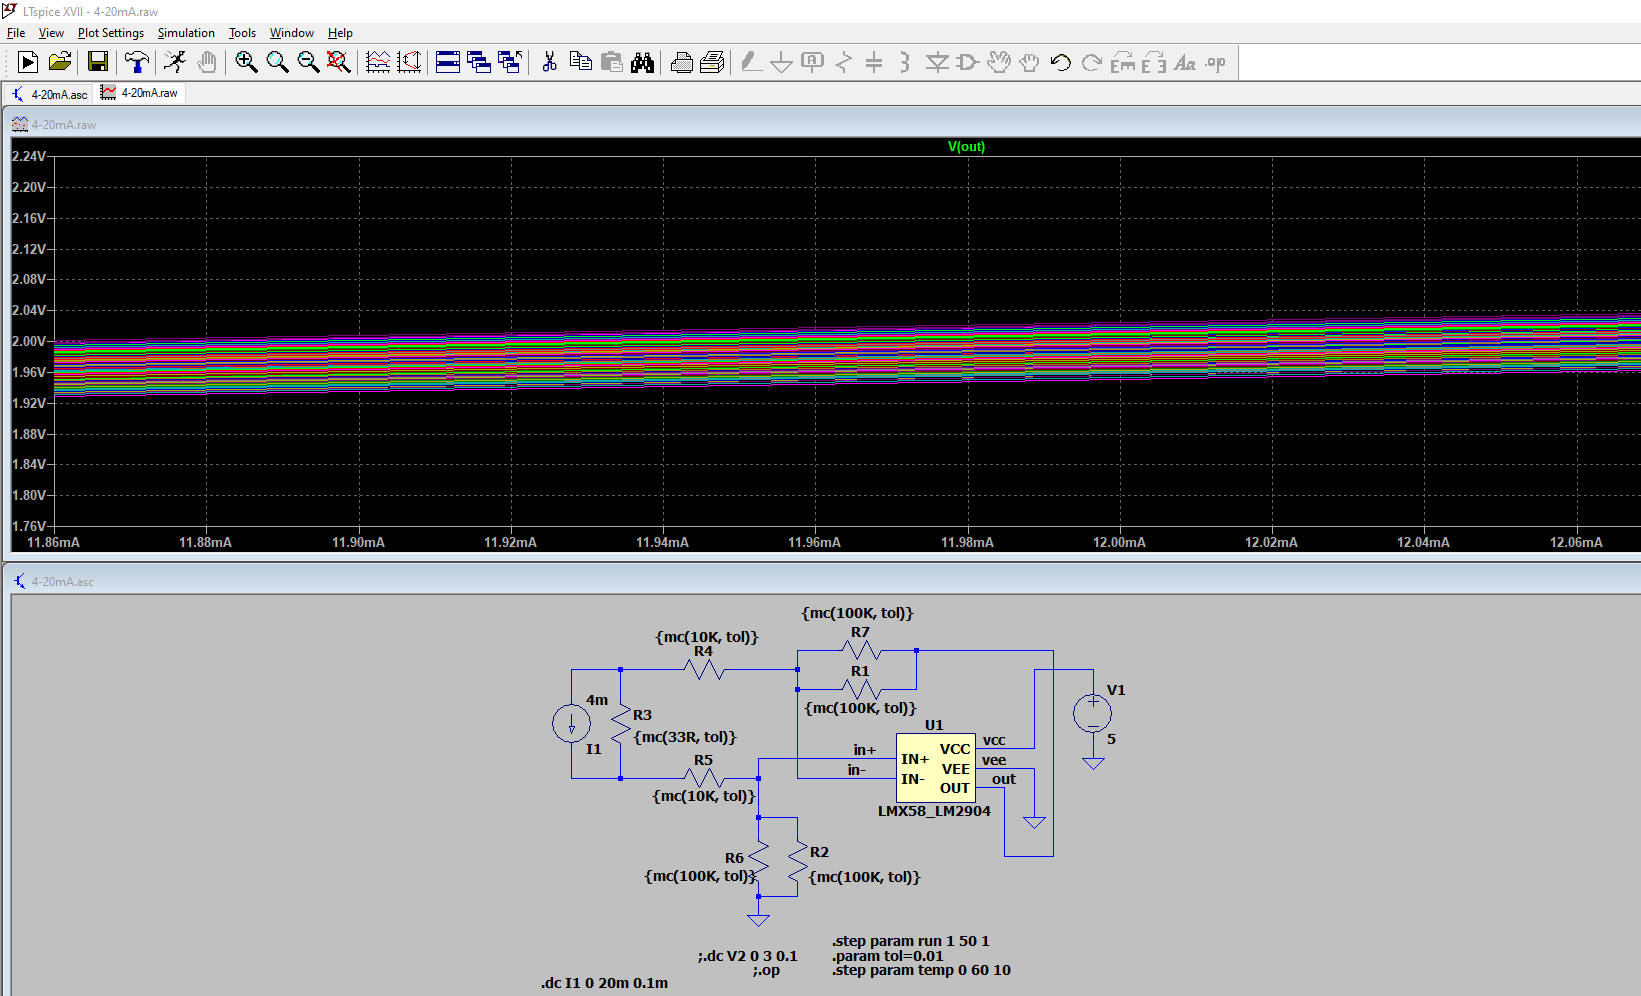 LTspice XVII - 4-20mA.raw
File View Plot Settings Simulation Tools Window Help
4-20mA.asc 4-20mA.raw
4-20mA.raw
V(out)
2.24V
2.20V
2.16V
2.12V
2.08V
2.04V
2.00V
1.96V
1.92V
1.88V
1.84V
1.80V
1.76V
11.86mA 11.88mA 11.90mA 11.92mA 11.94mA 11.96mA 11.98mA 12.00mA 12.02mA 12.04mA 12.06mA
4-20mA.asc
{mc(100K, tol)}
R7
{mc(10K, tol)}
R4
R1
{mc(100K, tol)}
4m
I1
R3
{mc(33R, tol)}
R5
{mc(10K, tol)}
in+
in-
U1
IN+
IN-
VCC
VEE
OUT
vcc
vee
out
LMX58_LM2904
V1
5
R6
{mc(100K, tol)}
R2
{mc(100K, tol)}
.step param run 1 50 1
;.dc V2 0 3 0.1
.param tol=0.01
;.op
.step param temp 0 60 10
.dc I1 0 20m 0.1m